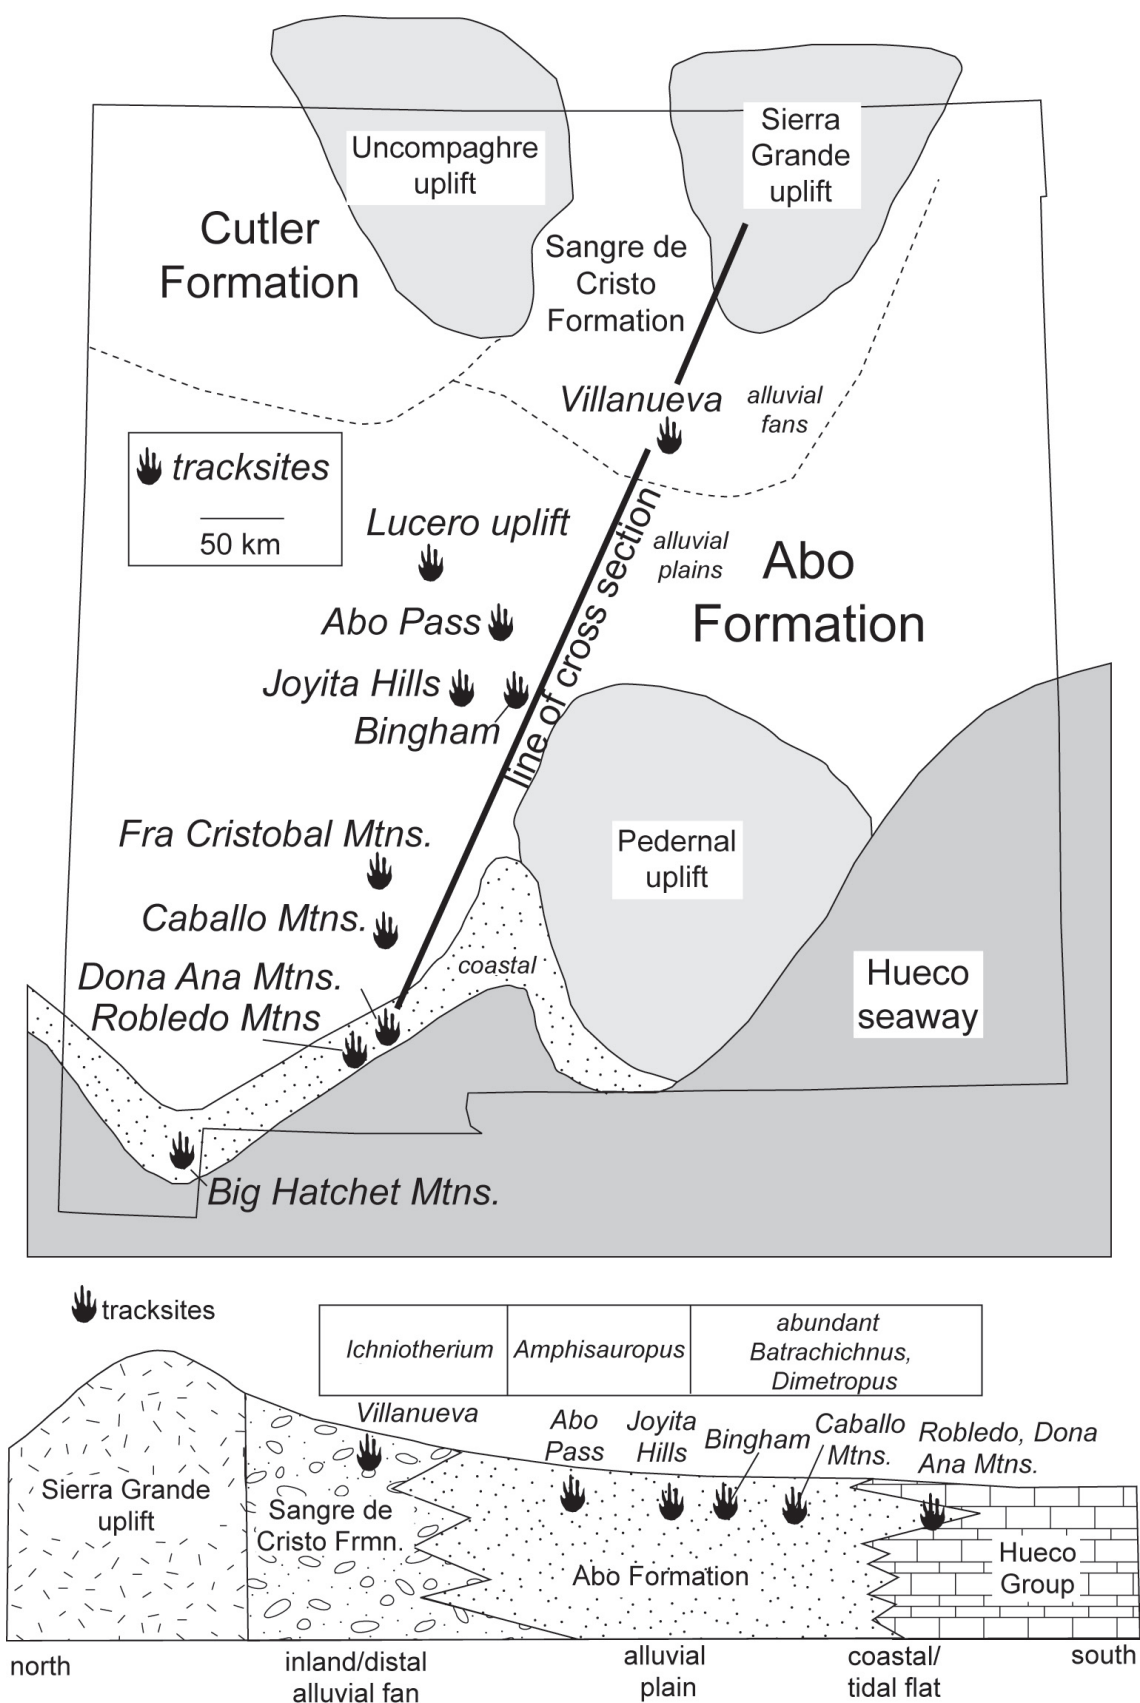 Uncompaghre
uplift
Sierra
Grande
uplift
Cutler
Formation
Sangre de
Cristo
Formation
Villanueva
alluvial
fans
tracksites
50 km
Lucero uplift
alluvial
plains
Abo
Formation
Abo Pass
line of cross section
Joyita Hills
Bingham
Fra Cristobal Mtns.
Pedernal
uplift
Caballo Mtns.
coastal
Dona Ana Mtns.
Robledo Mtns
Hueco
seaway
Big Hatchet Mtns.
tracksites
Ichniotherium
Amphisauropus
abundant
Batrachichnus,
Dimetropus
Villanueva
Abo
Pass
Joyita
Hills
Bingham
Caballo
Mtns.
Robledo, Dona
Ana Mtns.
Sierra Grande
uplift
Sangre de
Cristo Frmn.
Abo Formation
Hueco
Group
north
inland/distal
alluvial fan
alluvial
plain
coastal/
tidal flat
south